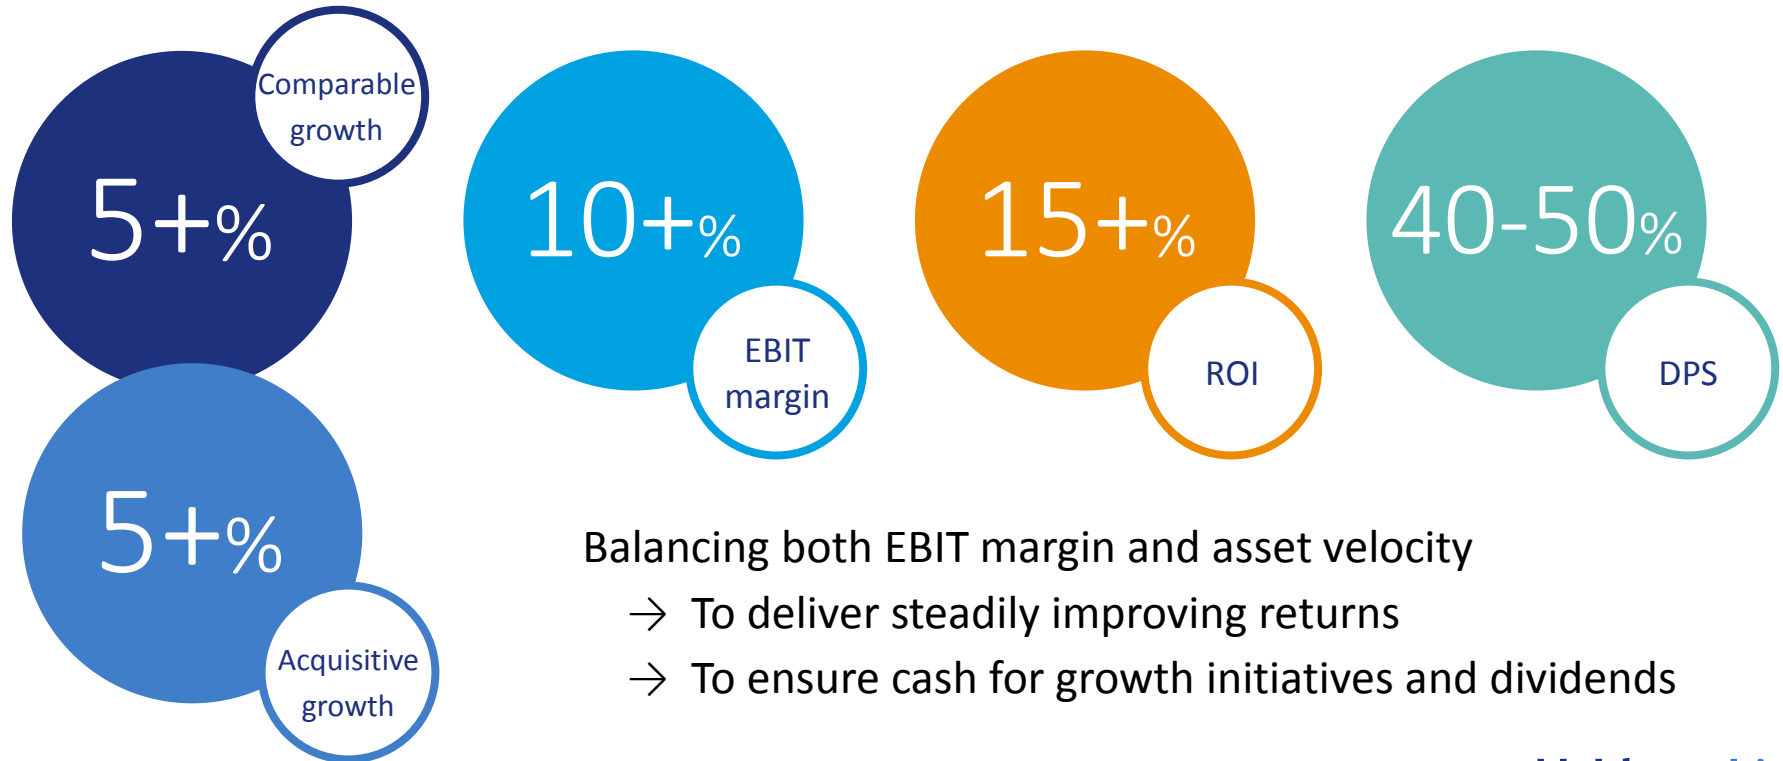 Comparable
growth
5+%
10+%
EBIT
margin
15+%
ROI
40-50%
DPS
5+%
Acquisitive
growth
Balancing both EBIT margin and asset velocity
→ To deliver steadily improving returns
→ To ensure cash for growth initiatives and dividends